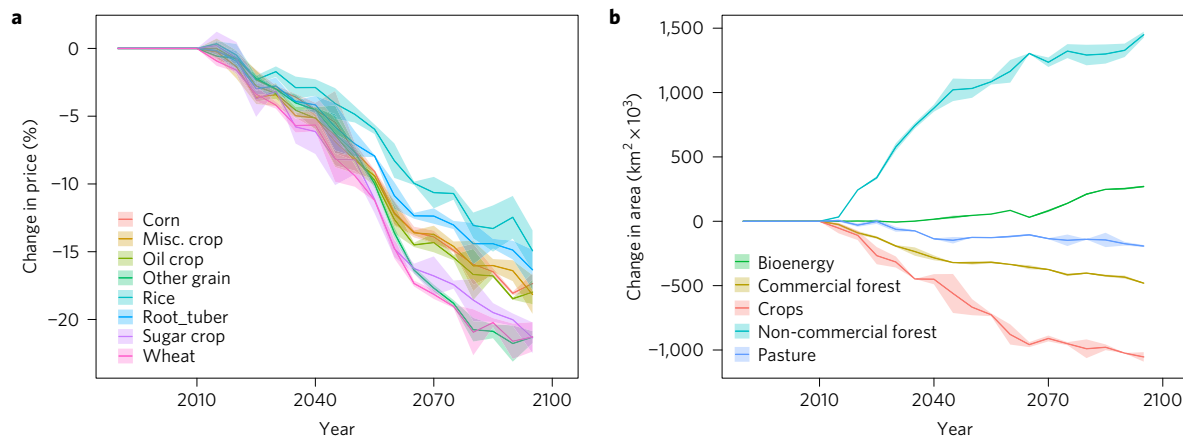 a
Change in price (%)
0
−5
−10
−15
−20
Corn
Misc. crop
Oil crop
Other grain
Rice
Root_tuber
Sugar crop
Wheat
2010 2040 2070 2100
Year
b
Change in area (km² × 10³)
1,500
1,000
500
0
−500
−1,000
Bioenergy
Commercial forest
Crops
Non-commercial forest
Pasture
2010 2040 2070 2100
Year